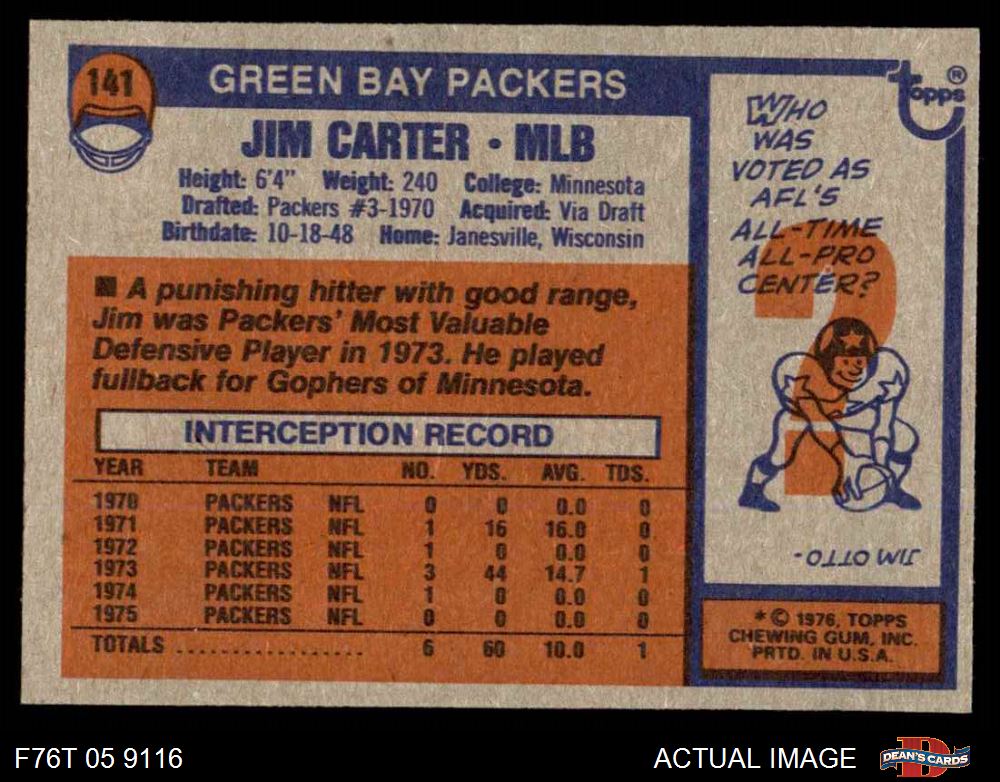 141
GREEN BAY PACKERS
JIM CARTER • MLB
Height: 6'4" Weight: 240 College: Minnesota
Drafted: Packers #3-1970 Acquired: Via Draft
Birthdate: 10-18-48 Home: Janesville, Wisconsin
■ A punishing hitter with good range,
Jim was Packers' Most Valuable
Defensive Player in 1973. He played
fullback for Gophers of Minnesota.
INTERCEPTION RECORD
YEAR TEAM NO. YDS. AVG. TDS.
1970 PACKERS NFL 0 0 0.0 0
1971 PACKERS NFL 1 16 16.0 0
1972 PACKERS NFL 1 0 0.0 0
1973 PACKERS NFL 3 44 14.7 1
1974 PACKERS NFL 1 0 0.0 0
1975 PACKERS NFL 0 0 0.0 0
TOTALS .................. 6 60 10.0 1
Topps ®
WHO
WAS
VOTED AS
AFL'S
ALL-TIME
ALL-PRO
CENTER?
?
JIM OTTO -
* © 1976, TOPPS
CHEWING GUM, INC.
PRTD. IN U.S.A.
F76T 05 9116
ACTUAL IMAGE
D
DEAN'S CARDS